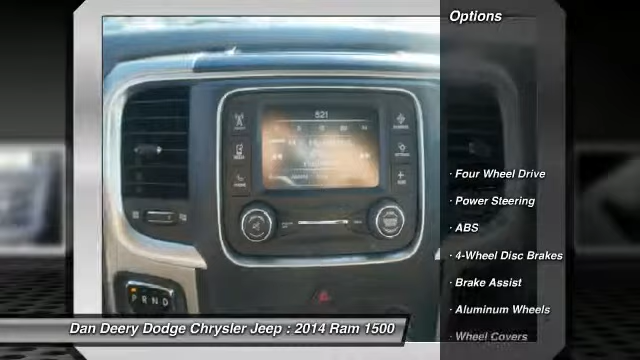 Options
821
· Four Wheel Drive
· Power Steering
· ABS
· 4-Wheel Disc Brakes
· Brake Assist
· Aluminum Wheels
· Wheel Covers
P R N D
Dan Deery Dodge Chrysler Jeep : 2014 Ram 1500